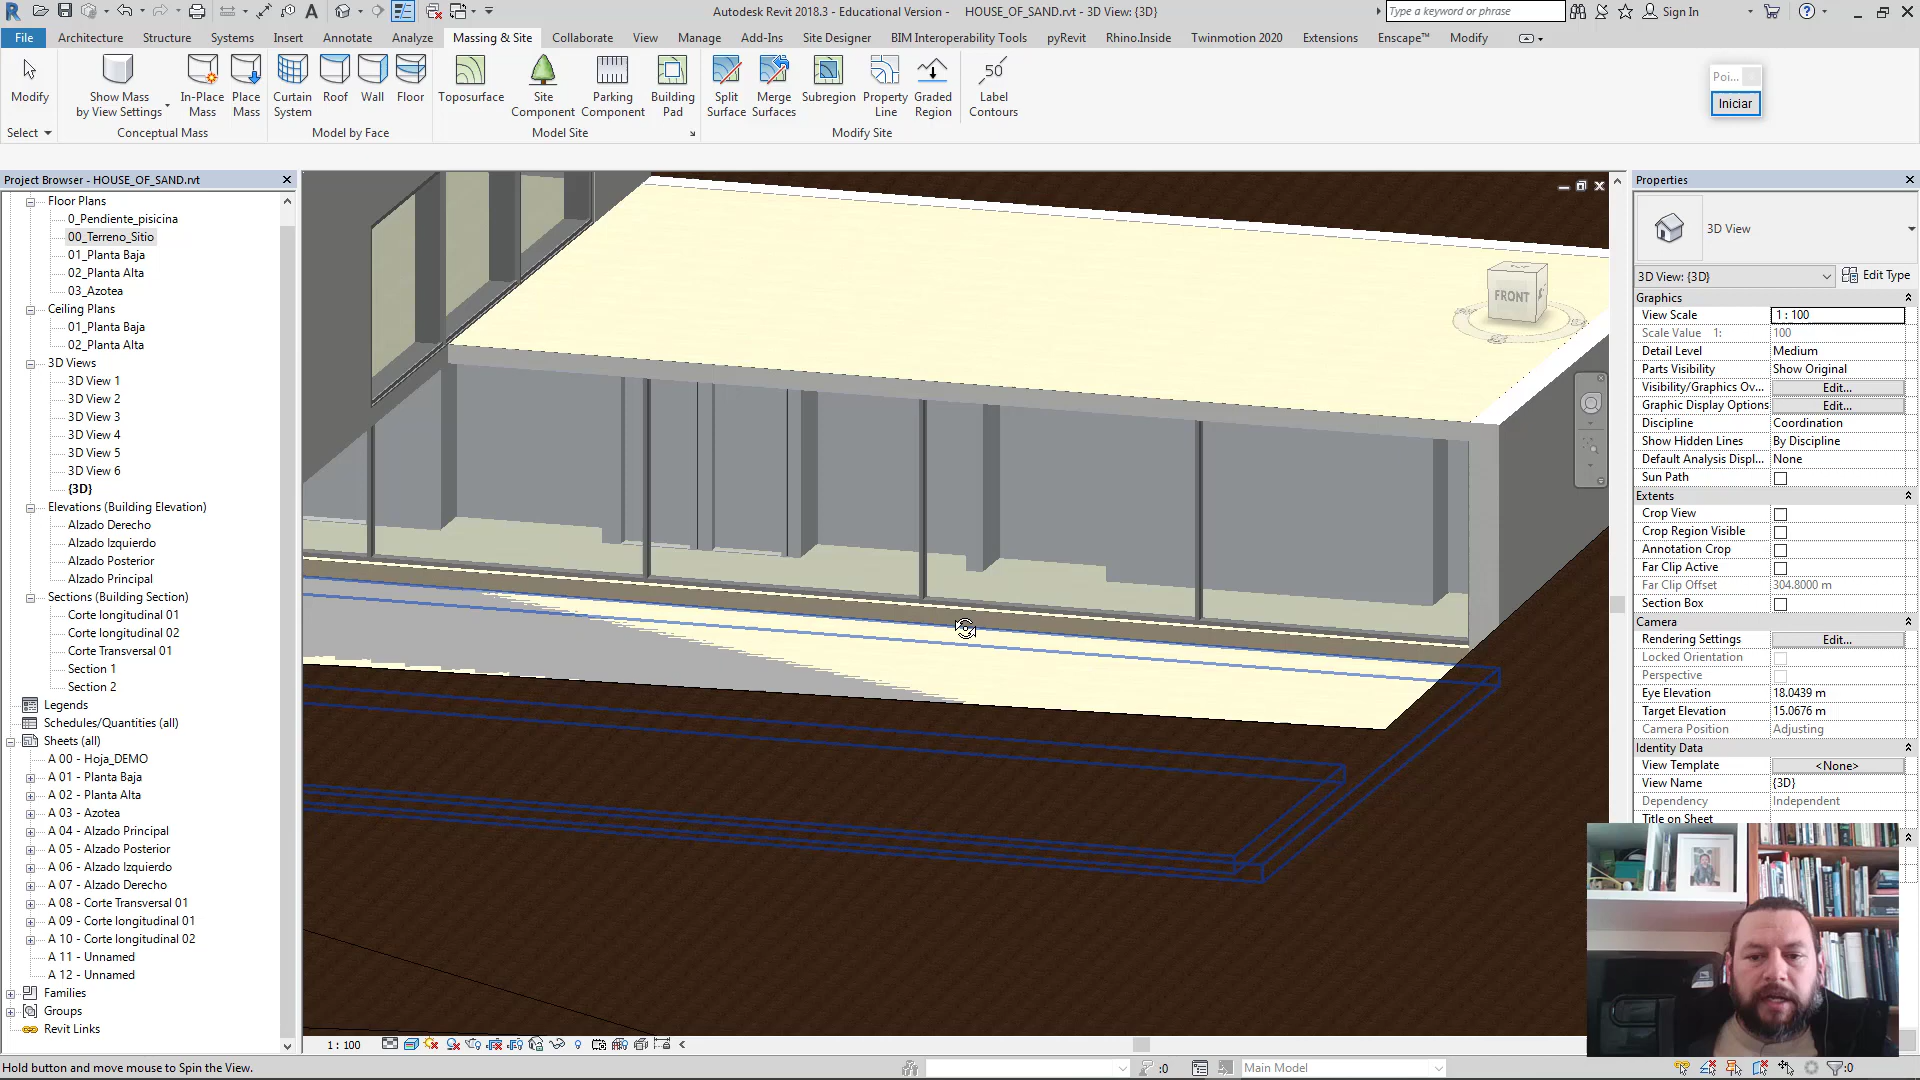 Autodesk Revit 2018.3 - Educational Version - HOUSE_OF_SAND.rvt - 3D View: {3D}
Type a keyword or phrase
Sign In
File Architecture Structure Systems Insert Annotate Analyze Massing & Site Collaborate View Manage Add-Ins Site Designer BIM Interoperability Tools pyRevit Rhino.Inside Twinmotion 2020 Extensions Enscape™ Modify
Modify
Show Mass by View Settings
In-Place Mass
Place Mass
Curtain System
Roof
Wall
Floor
Toposurface
Site Component
Parking Component
Building Pad
Split Surface
Merge Surfaces
Subregion
Property Line
Graded Region
50
Label Contours
Select
Conceptual Mass
Model by Face
Model Site
Modify Site
Poi...
Iniciar
Project Browser - HOUSE_OF_SAND.rvt
Floor Plans
0_Pendiente_pisicina
00_Terreno_Sitio
01_Planta Baja
02_Planta Alta
03_Azotea
Ceiling Plans
01_Planta Baja
02_Planta Alta
3D Views
3D View 1
3D View 2
3D View 3
3D View 4
3D View 5
3D View 6
{3D}
Elevations (Building Elevation)
Alzado Derecho
Alzado Izquierdo
Alzado Posterior
Alzado Principal
Sections (Building Section)
Corte longitudinal 01
Corte longitudinal 02
Corte Transversal 01
Section 1
Section 2
Legends
Schedules/Quantities (all)
Sheets (all)
A 00 - Hoja_DEMO
A 01 - Planta Baja
A 02 - Planta Alta
A 03 - Azotea
A 04 - Alzado Principal
A 05 - Alzado Posterior
A 06 - Alzado Izquierdo
A 07 - Alzado Derecho
A 08 - Corte Transversal 01
A 09 - Corte longitudinal 01
A 10 - Corte longitudinal 02
A 11 - Unnamed
A 12 - Unnamed
Families
Groups
Revit Links
FRONT
Properties
3D View
3D View: {3D} Edit Type
Graphics
View Scale 1 : 100
Scale Value 1: 100
Detail Level Medium
Parts Visibility Show Original
Visibility/Graphics Ov... Edit...
Graphic Display Options Edit...
Discipline Coordination
Show Hidden Lines By Discipline
Default Analysis Displ... None
Sun Path
Extents
Crop View
Crop Region Visible
Annotation Crop
Far Clip Active
Far Clip Offset 304.8000 m
Section Box
Camera
Rendering Settings Edit...
Locked Orientation
Perspective
Eye Elevation 18.0439 m
Target Elevation 15.0676 m
Camera Position Adjusting
Identity Data
View Template <None>
View Name {3D}
Dependency Independent
Title on Sheet
1 : 100
Hold button and move mouse to Spin the View.
:0
Main Model
:0